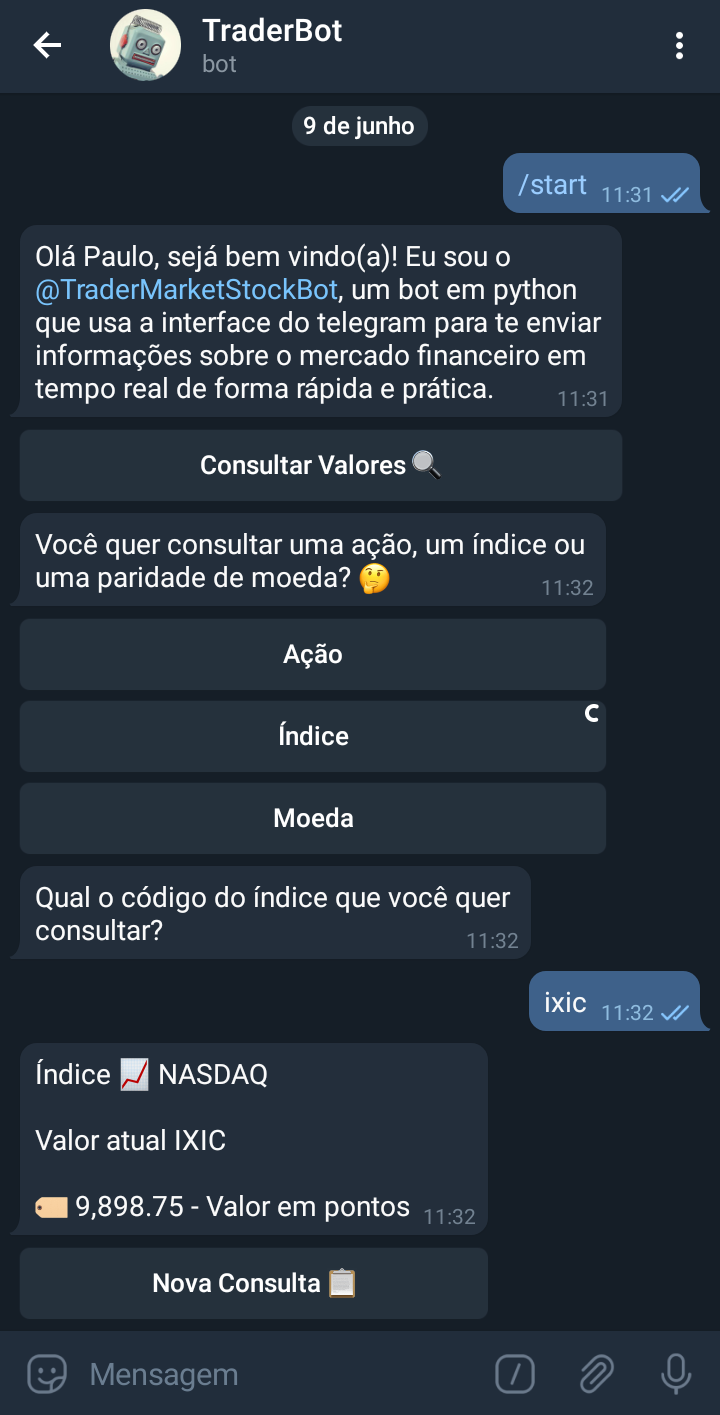 TraderBot
bot
9 de junho
/start 11:31
Olá Paulo, sejá bem vindo(a)! Eu sou o
@TraderMarketStockBot, um bot em python
que usa a interface do telegram para te enviar
informações sobre o mercado financeiro em
tempo real de forma rápida e prática. 11:31
Consultar Valores 🔍
Você quer consultar uma ação, um índice ou
uma paridade de moeda? 🤔 11:32
Ação
Índice
Moeda
Qual o código do índice que você quer
consultar? 11:32
ixic 11:32
Índice 📈 NASDAQ
Valor atual IXIC
🏷️ 9,898.75 - Valor em pontos 11:32
Nova Consulta 📋
Mensagem